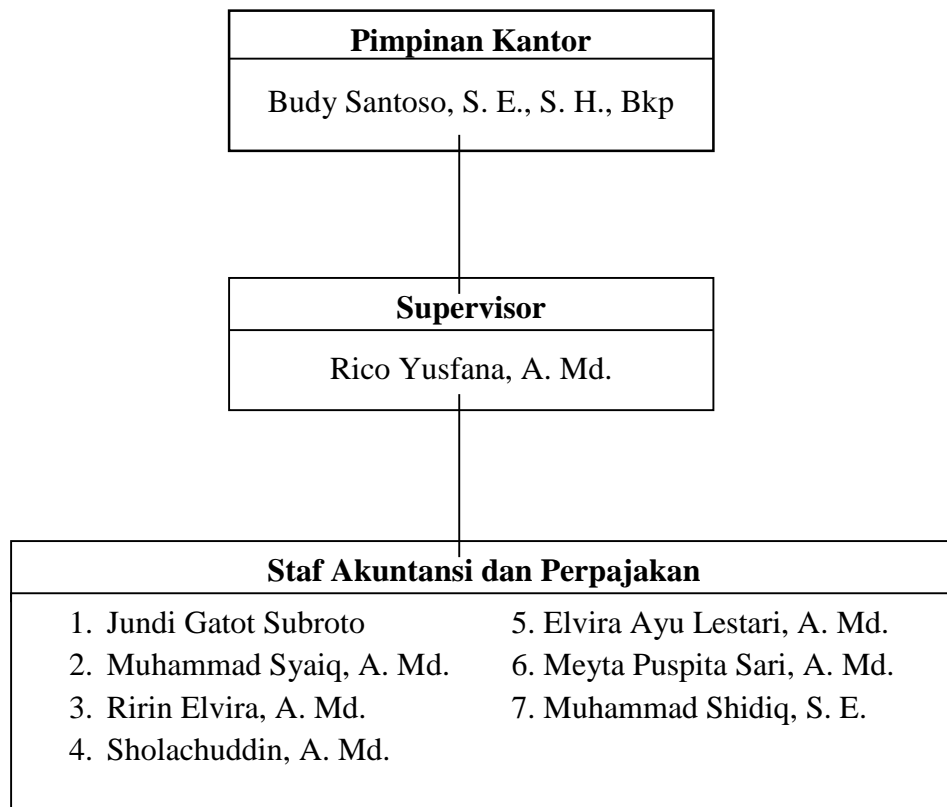 Pimpinan Kantor
Budy Santoso, S. E., S. H., Bkp
Supervisor
Rico Yusfana, A. Md.
Staf Akuntansi dan Perpajakan
1. Jundi Gatot Subroto
2. Muhammad Syaiq, A. Md.
3. Ririn Elvira, A. Md.
4. Sholachuddin, A. Md.
5. Elvira Ayu Lestari, A. Md.
6. Meyta Puspita Sari, A. Md.
7. Muhammad Shidiq, S. E.